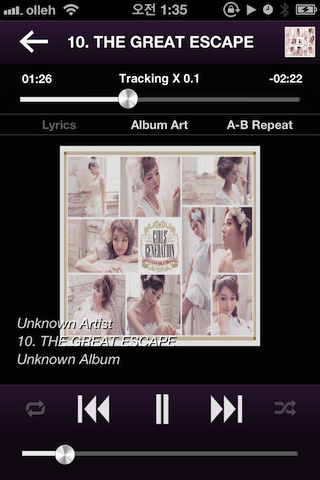 olleh 오전 1:35
10. THE GREAT ESCAPE
01:26 Tracking X 0.1 -02:22
Lyrics Album Art A-B Repeat
GIRLS'
GENERATION
Unknown Artist
10. THE GREAT ESCAPE
Unknown Album